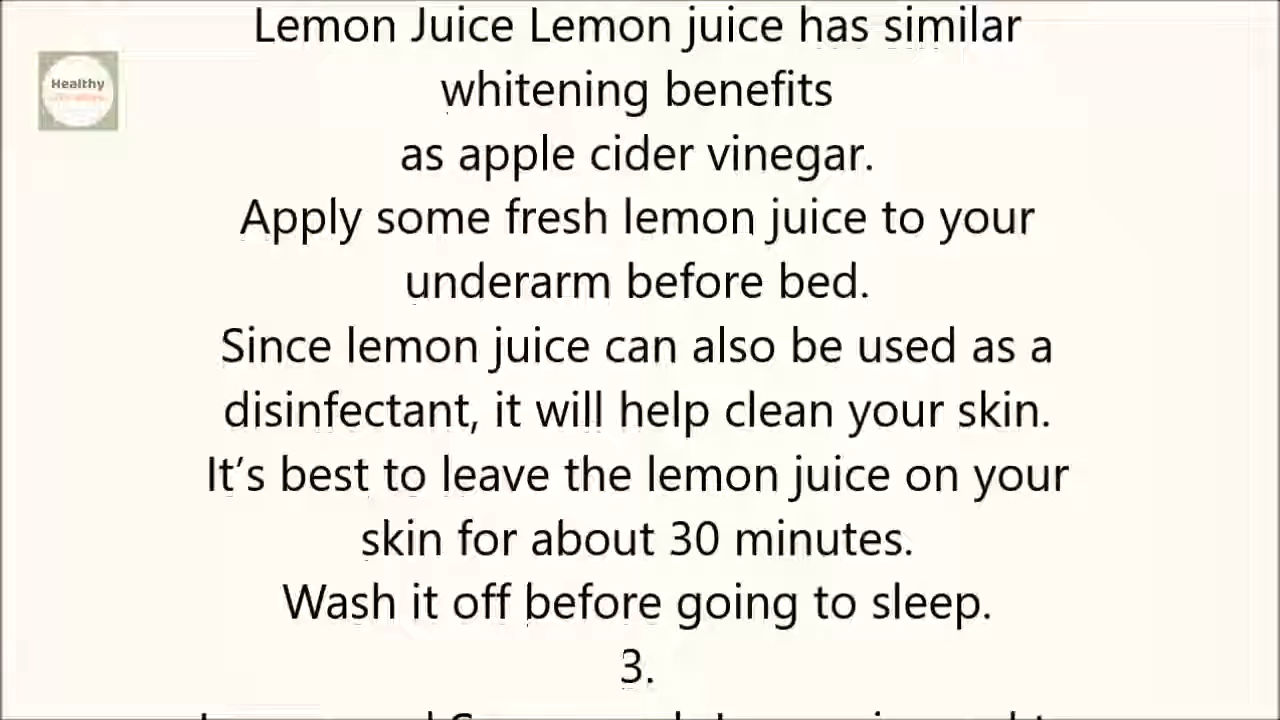 Lemon Juice Lemon juice has similar
whitening benefits
as apple cider vinegar.
Apply some fresh lemon juice to your
underarm before bed.
Since lemon juice can also be used as a
disinfectant, it will help clean your skin.
It's best to leave the lemon juice on your
skin for about 30 minutes.
Wash it off before going to sleep.
3.
Healthy